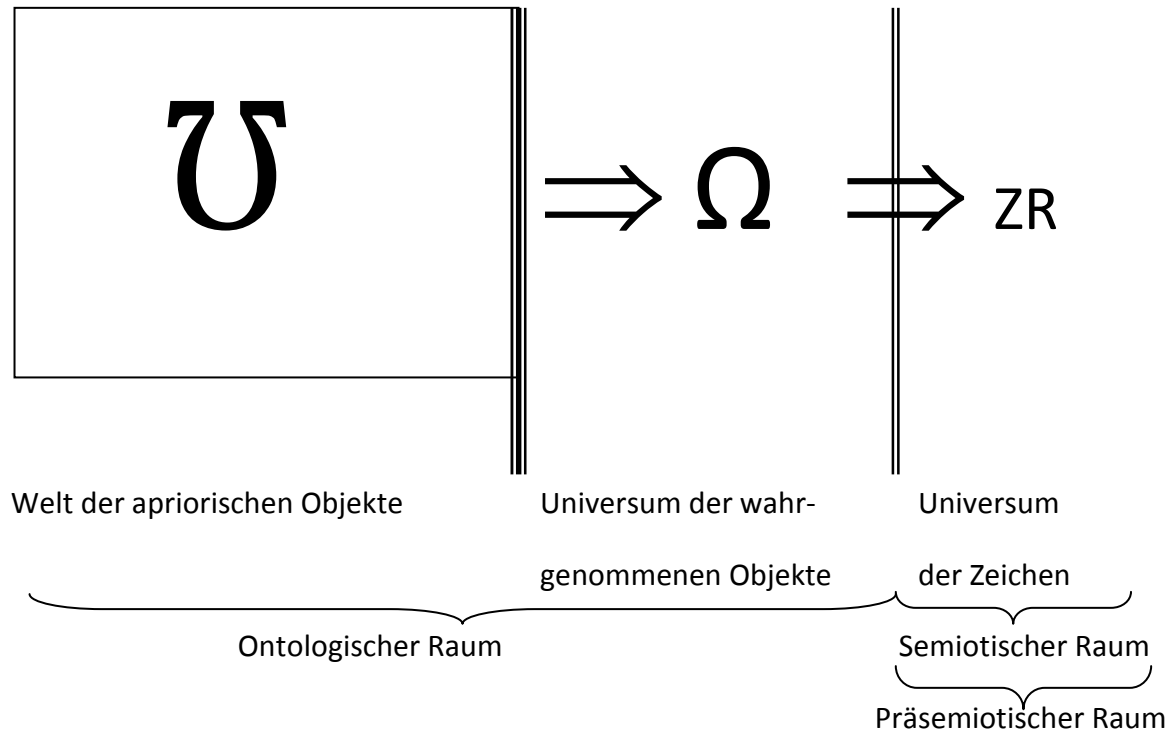 ℧ ⇒ Ω ⇒ ZR
Welt der apriorischen Objekte Universum der wahr- Universum
genommenen Objekte der Zeichen
Ontologischer Raum Semiotischer Raum
Präsemiotischer Raum